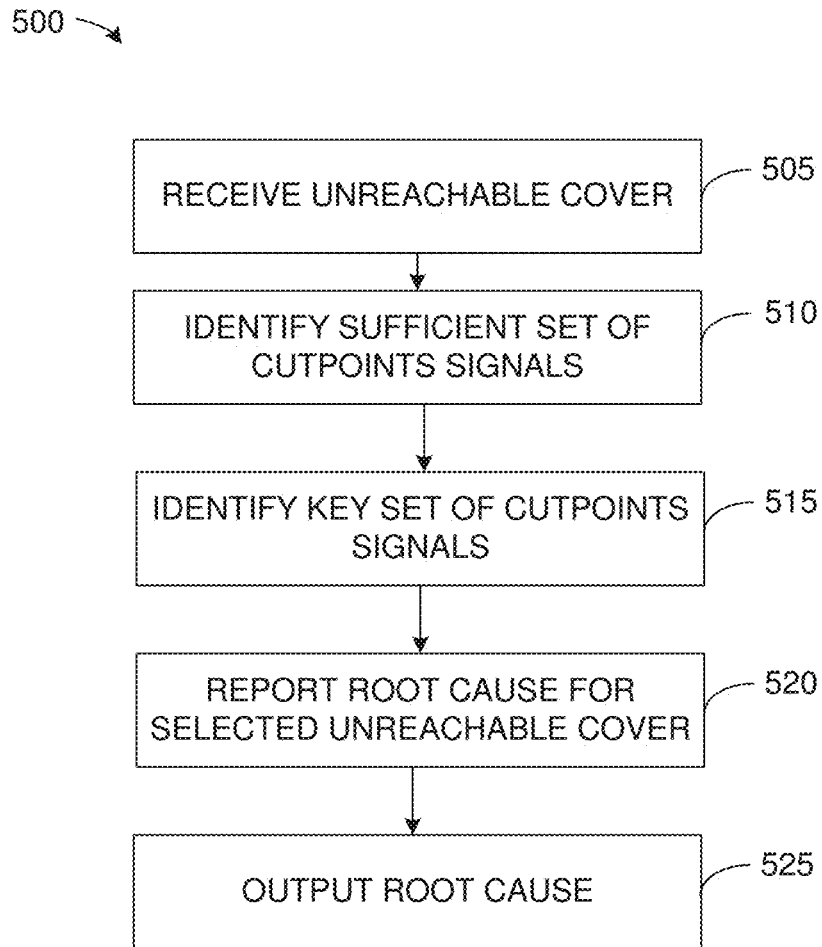 500
RECEIVE UNREACHABLE COVER
505
IDENTIFY SUFFICIENT SET OF
CUTPOINTS SIGNALS
510
IDENTIFY KEY SET OF CUTPOINTS
SIGNALS
515
REPORT ROOT CAUSE FOR
SELECTED UNREACHABLE COVER
520
OUTPUT ROOT CAUSE
525